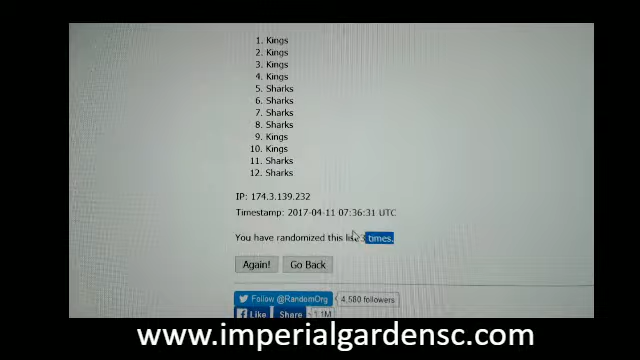 1. Kings
2. Kings
3. Kings
4. Kings
5. Sharks
6. Sharks
7. Sharks
8. Sharks
9. Kings
10. Kings
11. Sharks
12. Sharks
IP: 174.3.139.232
Timestamp: 2017-04-11 07:36:31 UTC
You have randomized this list 3 times.
Again! Go Back
Follow @RandomOrg 4,580 followers
Like Share 1.1M
www.imperialgardensc.com